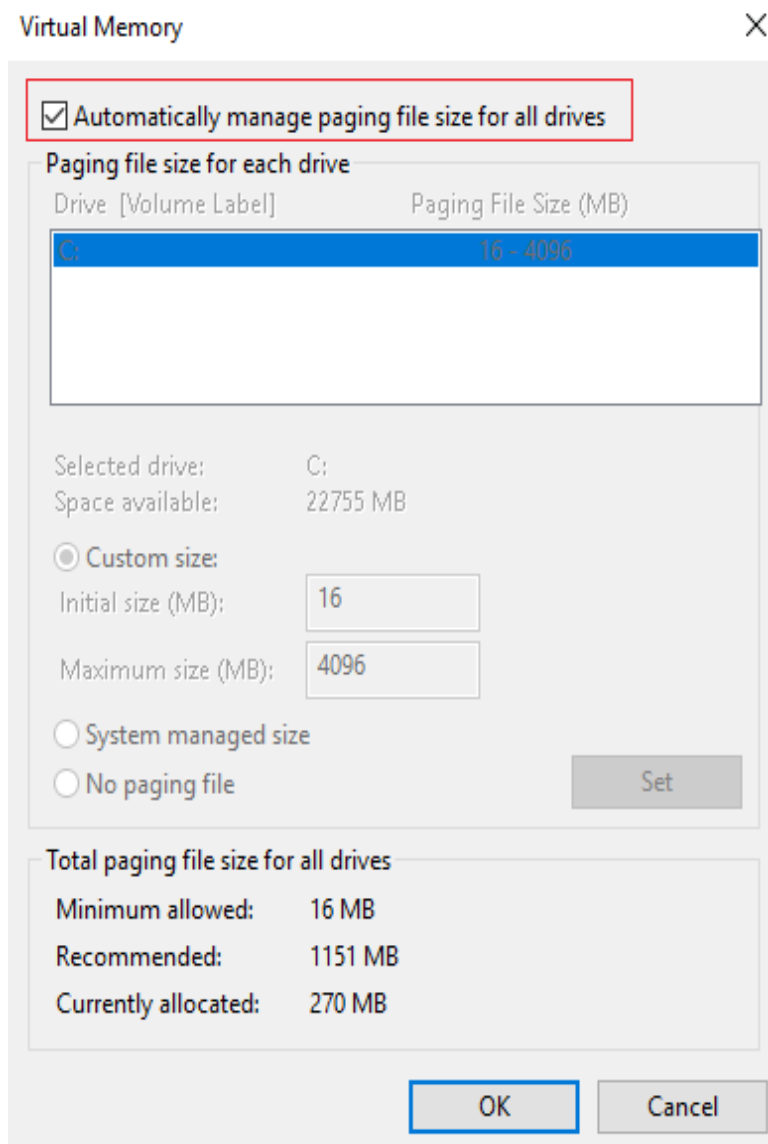 Virtual Memory
Automatically manage paging file size for all drives
Paging file size for each drive
Drive [Volume Label] Paging File Size (MB)
C: 16 - 4096
Selected drive: C:
Space available: 22755 MB
Custom size:
Initial size (MB): 16
Maximum size (MB): 4096
System managed size
No paging file Set
Total paging file size for all drives
Minimum allowed: 16 MB
Recommended: 1151 MB
Currently allocated: 270 MB
OK Cancel